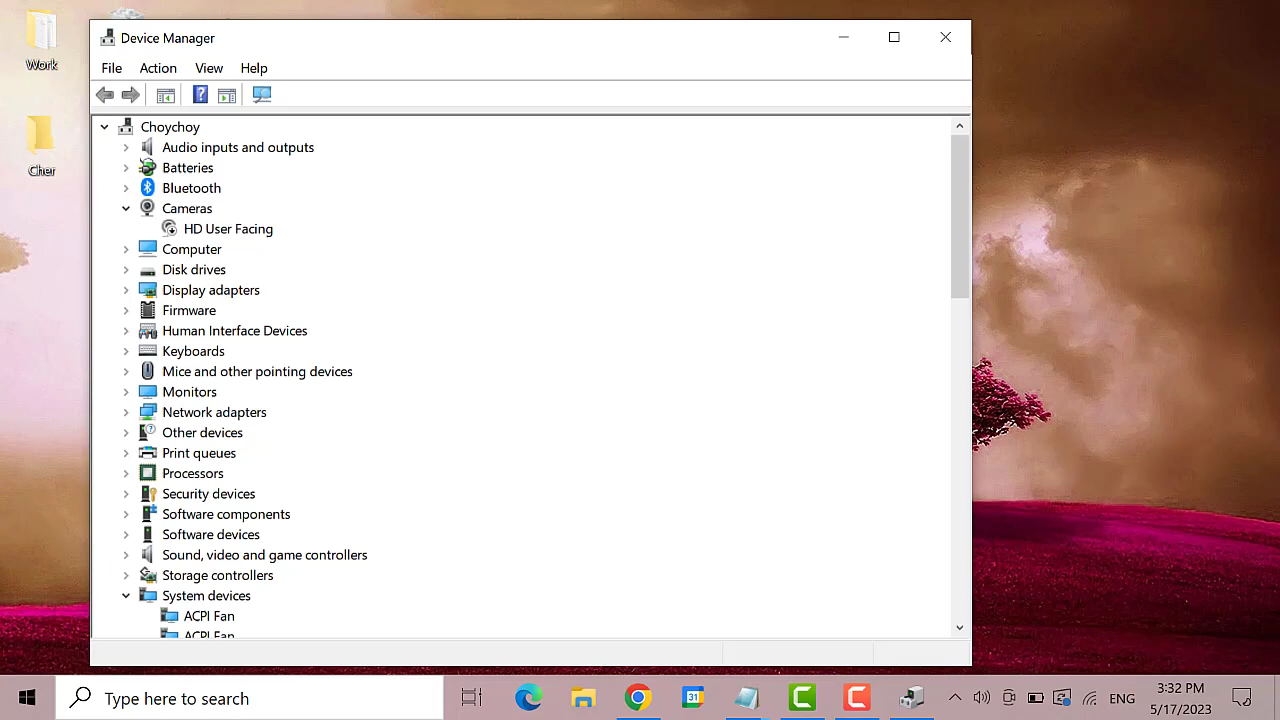 Work
Cher
Device Manager
File Action View Help
Choychoy
Audio inputs and outputs
Batteries
Bluetooth
Cameras
HD User Facing
Computer
Disk drives
Display adapters
Firmware
Human Interface Devices
Keyboards
Mice and other pointing devices
Monitors
Network adapters
Other devices
Print queues
Processors
Security devices
Software components
Software devices
Sound, video and game controllers
Storage controllers
System devices
ACPI Fan
ACPI Fan
Type here to search
31
ENG
3:32 PM
5/17/2023